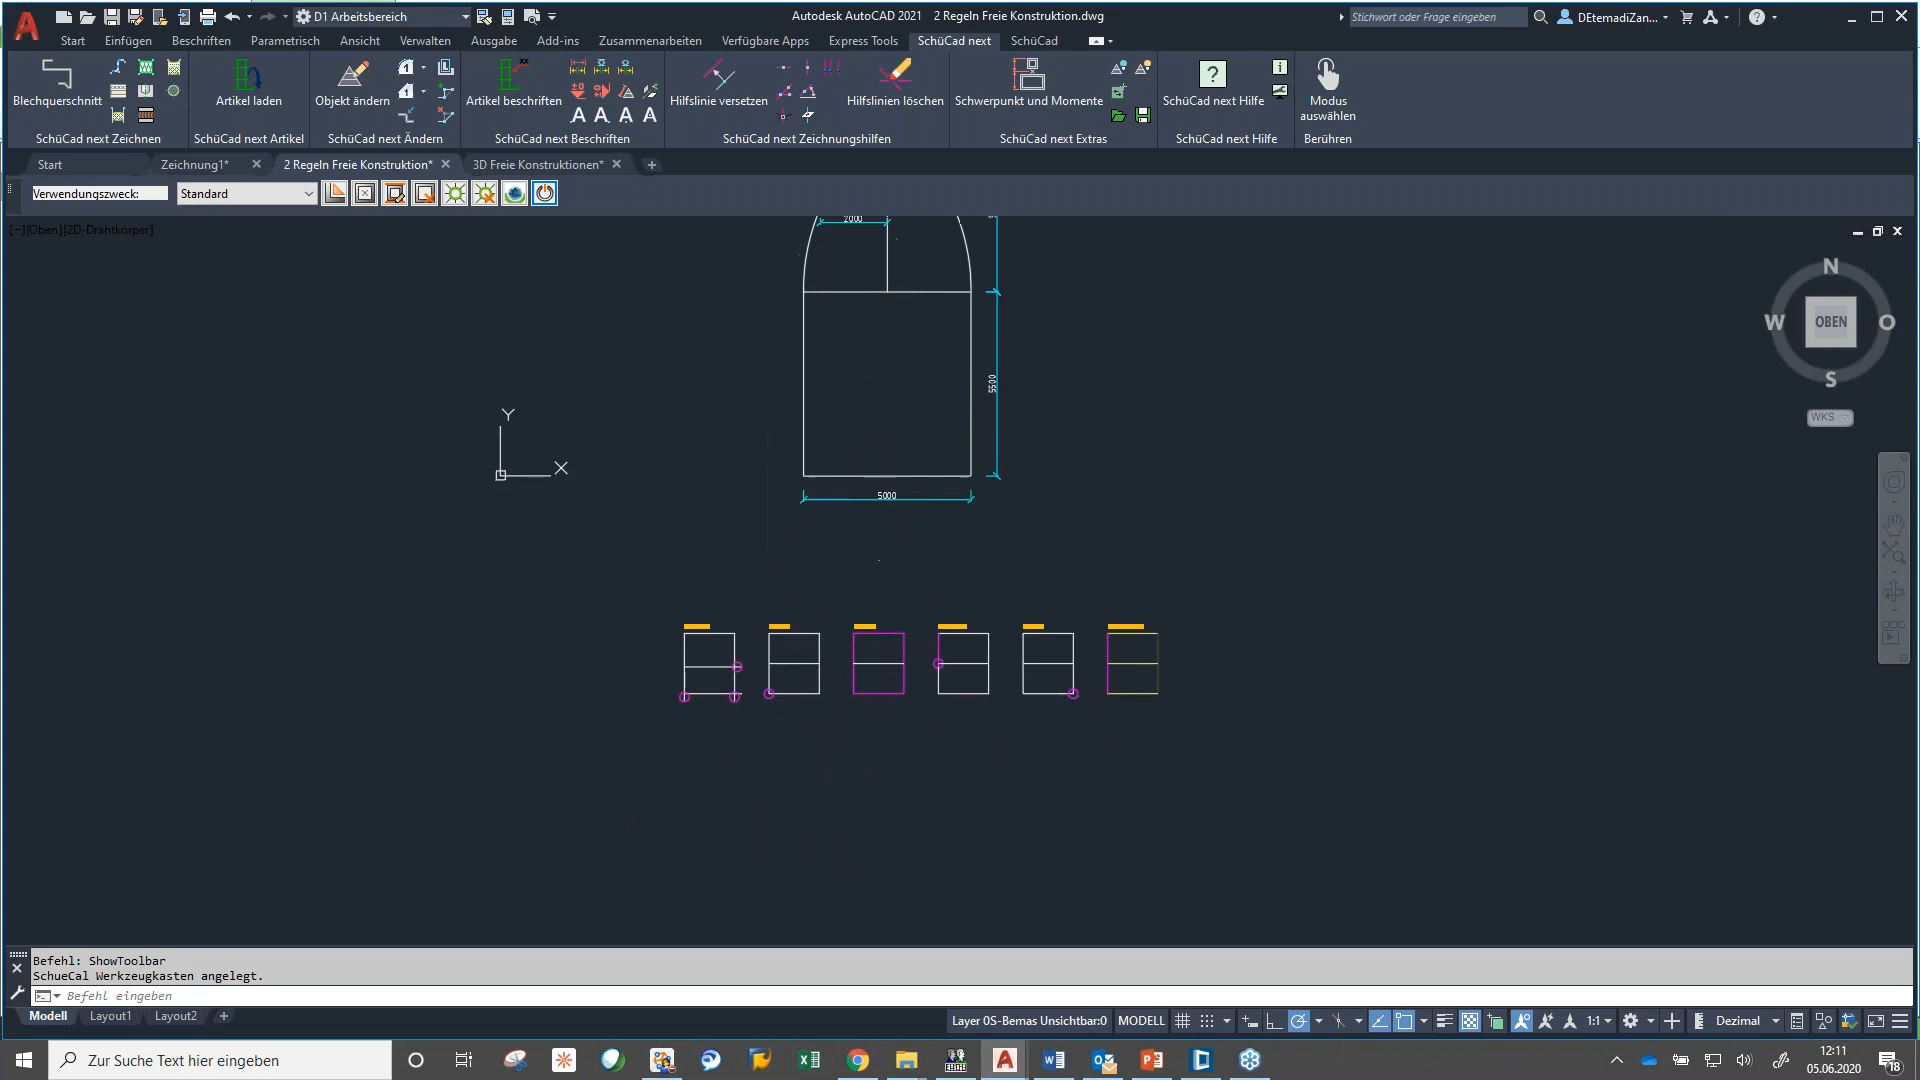 D1 Arbeitsbereich
Autodesk AutoCAD 2021 2 Regeln Freie Konstruktion.dwg
Stichwort oder Frage eingeben
DEtemadiZan...
Start Einfügen Beschriften Parametrisch Ansicht Verwalten Ausgabe Add-ins Zusammenarbeiten Verfügbare Apps Express Tools SchüCad next SchüCad
Blechquerschnitt Artikel laden Objekt ändern Artikel beschriften Hilfslinie versetzen Hilfslinien löschen Schwerpunkt und Momente SchüCad next Hilfe Modus auswählen
SchüCad next Zeichnen SchüCad next Artikel SchüCad next Ändern SchüCad next Beschriften SchüCad next Zeichnungshilfen SchüCad next Extras SchüCad next Hilfe Berühren
Start Zeichnung1* 2 Regeln Freie Konstruktion* 3D Freie Konstruktionen*
Verwendungszweck: Standard
[−][Oben][2D-Drahtkörper]
2000
N
W OBEN O
S
WKS
5500
Y
X
5000
Befehl: ShowToolbar
SchueCal Werkzeugkasten angelegt.
Befehl eingeben
Modell Layout1 Layout2
Layer 0S-Bemas Unsichtbar:0 MODELL 1:1 Dezimal
Zur Suche Text hier eingeben
12:11
05.06.2020
18